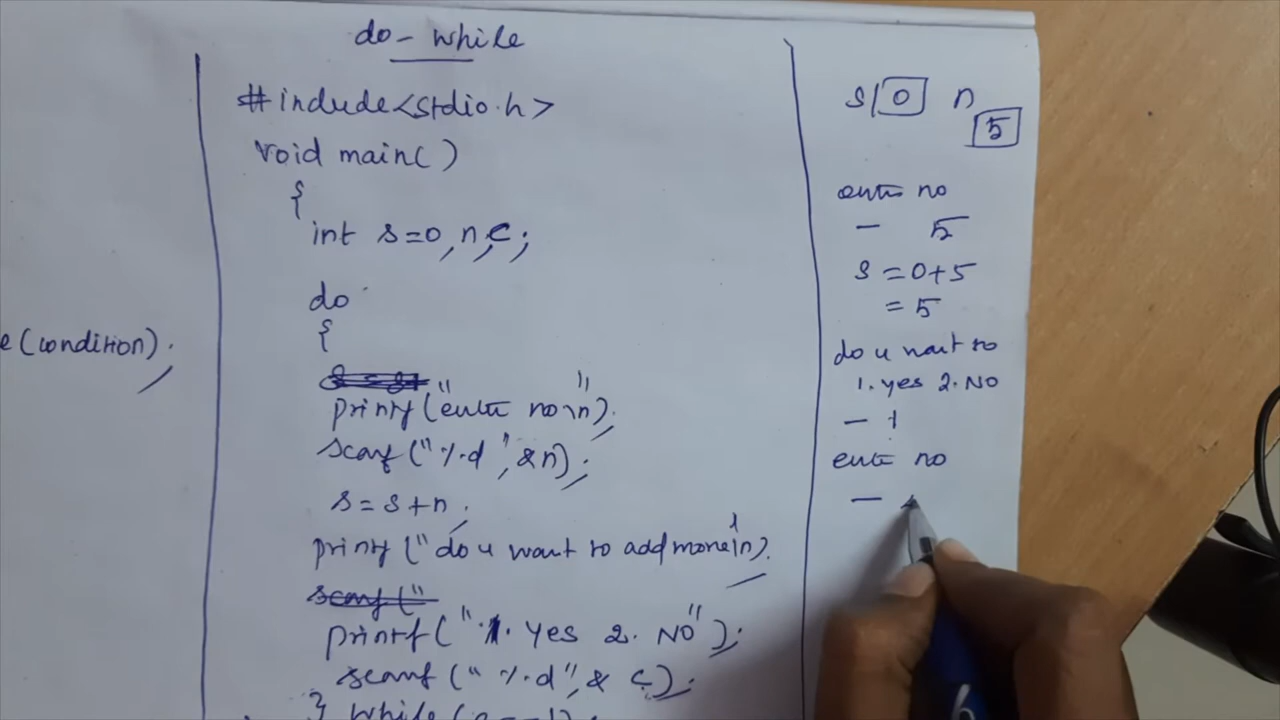 do - while
#include<stdio.h>
void main( )
{
int s=0, n,c;
do
{
printf("enter no\n");
scanf("%d", &n);
s=s+n;
printf("do u want to add more\n");
scanf("
printf("1. Yes 2. NO");
scanf("%d",& c);
} while(
e(condition);
s 0 n
5
enter no
— 5
s = 0+5
= 5
do u want to
1. yes 2. NO
— 1
enter no
—